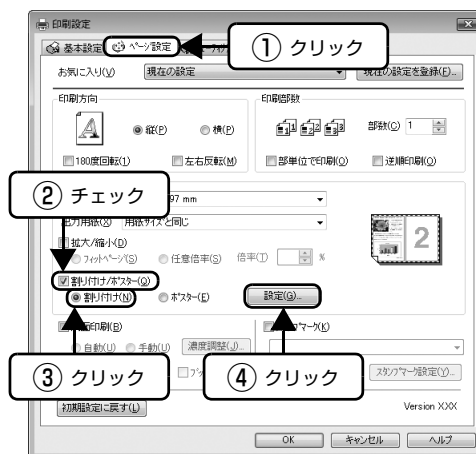 印刷設定
基本設定
ページ設定
① クリック
お気に入り(V) 現在の設定 現在の設定を登録(F)...
印刷方向
縦(P) 横(P)
180度回転(1) 左右反転(M)
印刷部数
1 1 2 2 3 3 部数(C) 1
部単位で印刷(O) 逆順印刷(O)
② チェック
97 mm
出力用紙(X) 用紙サイズと同じ
拡大/縮小(D)
フィットページ(S) 任意倍率(S) 倍率(T) %
割り付け/ポスター(Q)
割り付け(N) ポスター(E) 設定(G)...
2
印刷(B)
自動(U) 手動(U) 濃度調整(J)...
マーク(K)
③ クリック
④ クリック
スタンプマーク設定(Y)...
初期設定に戻す(L) Version X.XX
OK キャンセル ヘルプ